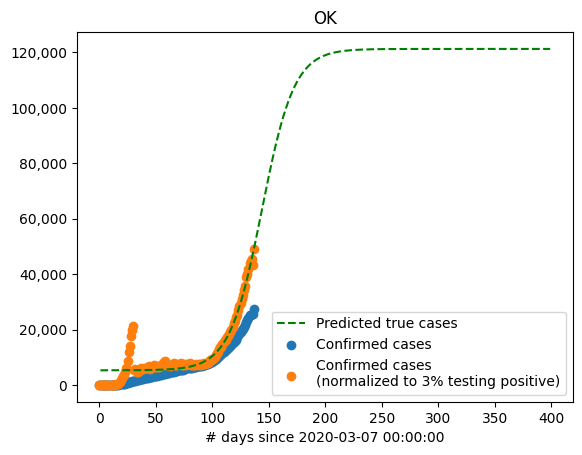 OK
120,000
100,000
80,000
60,000
40,000
20,000
0
Predicted true cases
Confirmed cases
Confirmed cases
(normalized to 3% testing positive)
0 50 100 150 200 250 300 350 400
# days since 2020-03-07 00:00:00